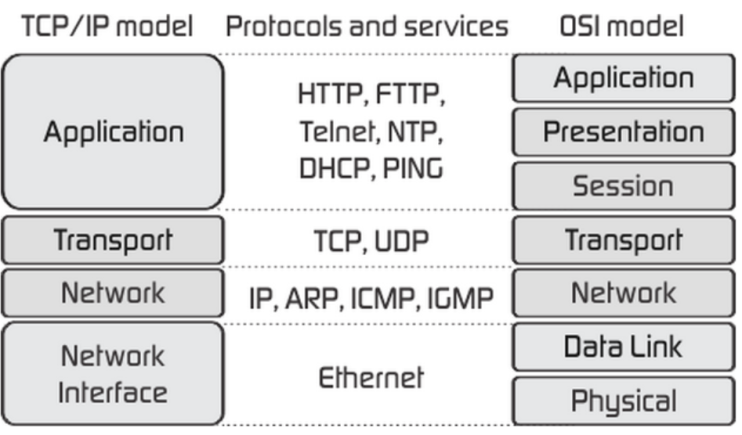 TCP/IP model Protocols and services OSI model
Application
HTTP, FTTP,
Telnet, NTP,
DHCP, PING
Application
Presentation
Session
Transport TCP, UDP Transport
Network IP, ARP, ICMP, IGMP Network
Network
Interface
Ethernet
Data Link
Physical